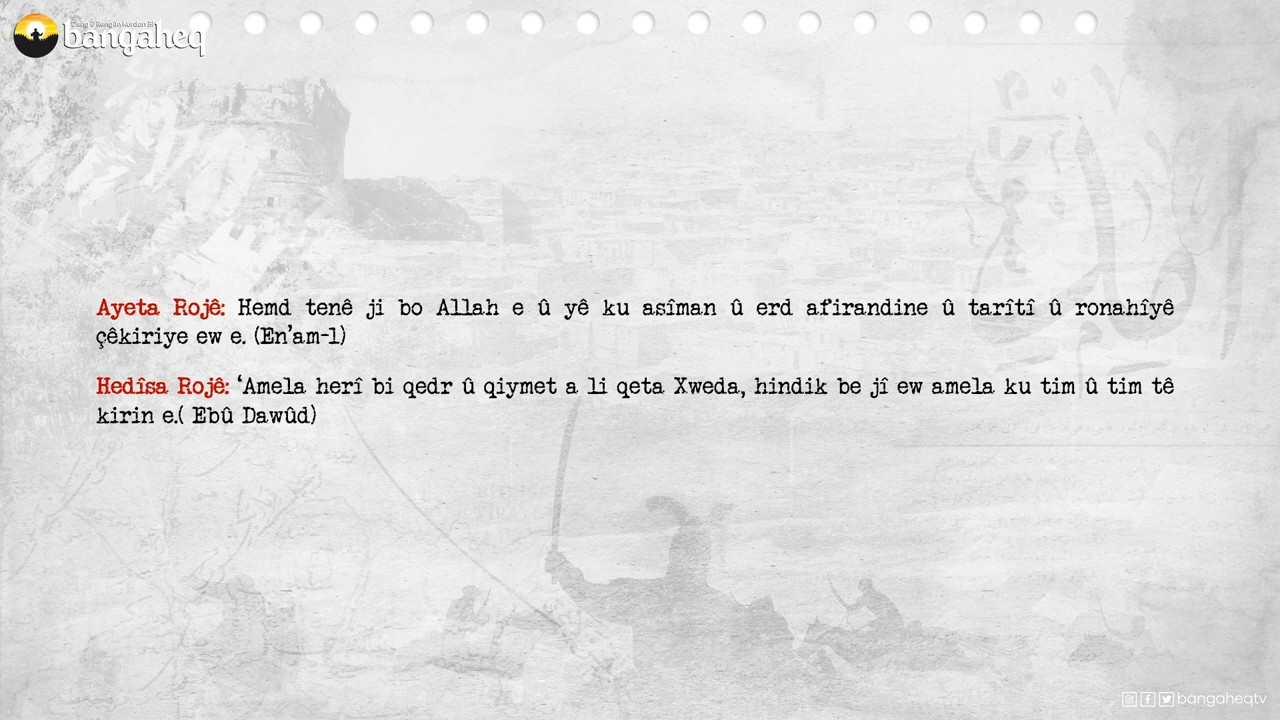 bangaheq
Ayeta Rojê: Hemd tenê ji bo Allah e û yê ku asîman û erd afirandine û tarîtî û ronahîyê
çêkiriye ew e. (En'am-1)
Hedîsa Rojê: ‘Amela herî bi qedr û qiymet a li qeta Xweda, hindik be jî ew amela ku tim û tim tê
kirin e.( Ebû Dawûd)
bangaheqtv